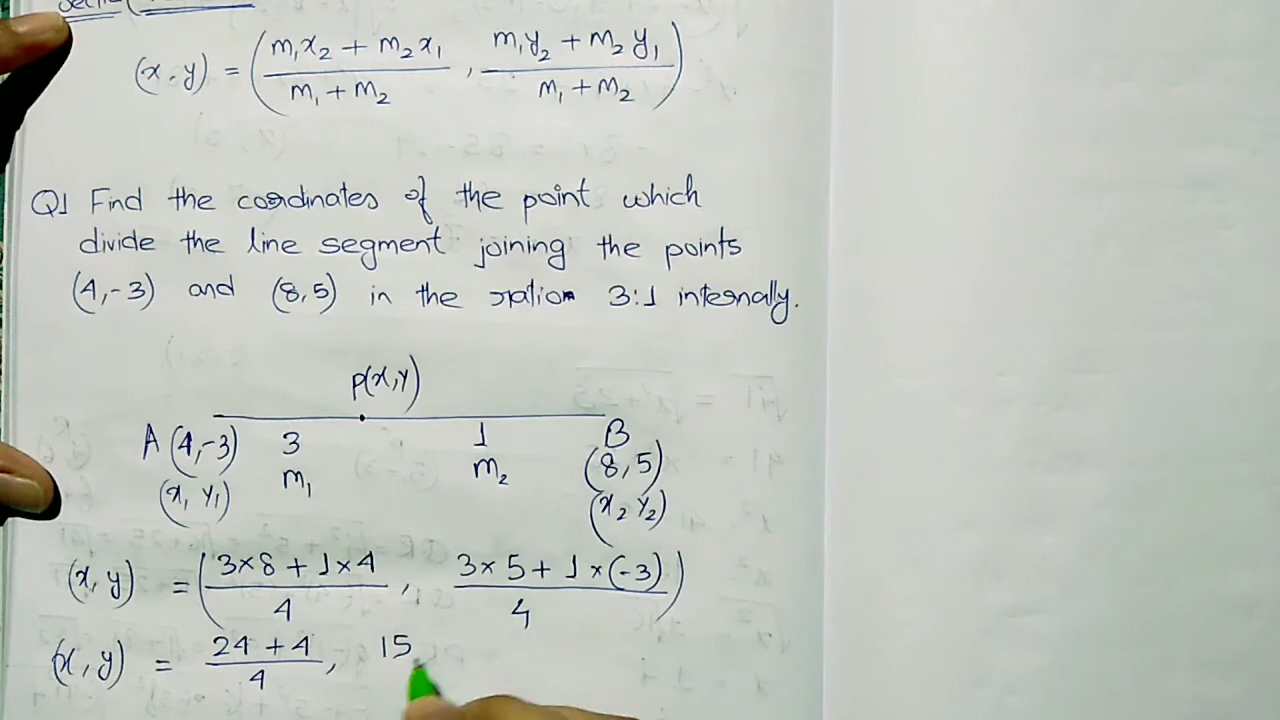 (x, y) = (m₁x₂ + m₂x₁ / m₁ + m₂ , m₁y₂ + m₂y₁ / m₁ + m₂)
Q1 Find the coordinates of the point which
divide the line segment joining the points
(4,-3) and (8,5) in the ration 3:1 internally.
P(x,y)
A (4,-3) 3 1 B
m₁ m₂ (8,5)
(x₁ y₁) (x₂ y₂)
(x, y) = (3×8 + 1×4 / 4 , 3×5 + 1×(-3) / 4)
(x, y) = 24 + 4 / 4 , 15